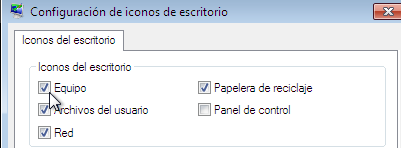 Configuración de iconos de escritorio
Iconos del escritorio
Iconos del escritorio
Equipo
Papelera de reciclaje
Archivos del usuario
Panel de control
Red